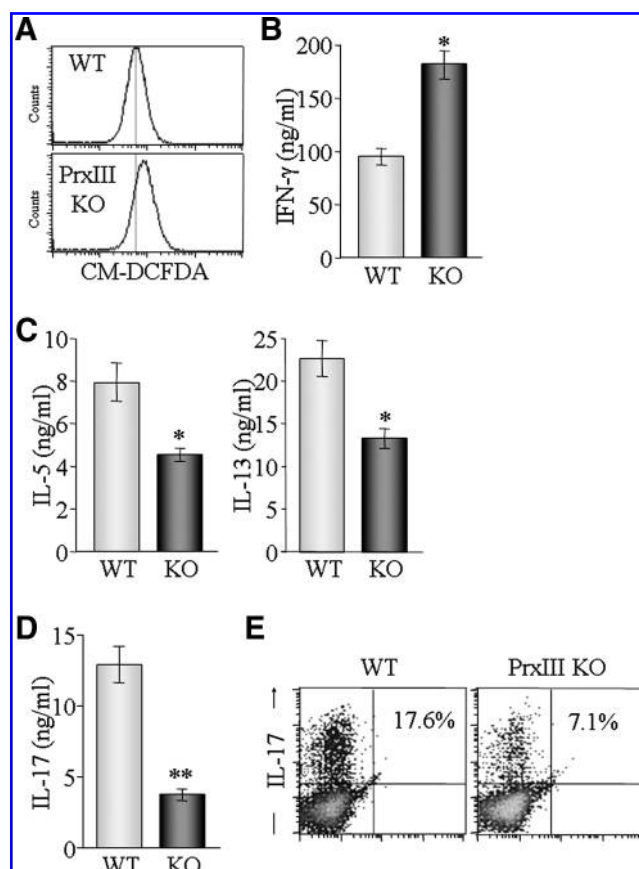 A
WT
Counts
PrxIII
KO
Counts
CM-DCFDA
B
IFN-γ (ng/ml)
200
150
100
50
0
*
WT KO
C
IL-5 (ng/ml)
10
8
6
4
2
0
*
WT KO
IL-13 (ng/ml)
25
20
15
10
5
0
*
WT KO
D
IL-17 (ng/ml)
15
10
5
0
**
WT KO
E
WT PrxIII KO
IL-17 →
17.6% 7.1%